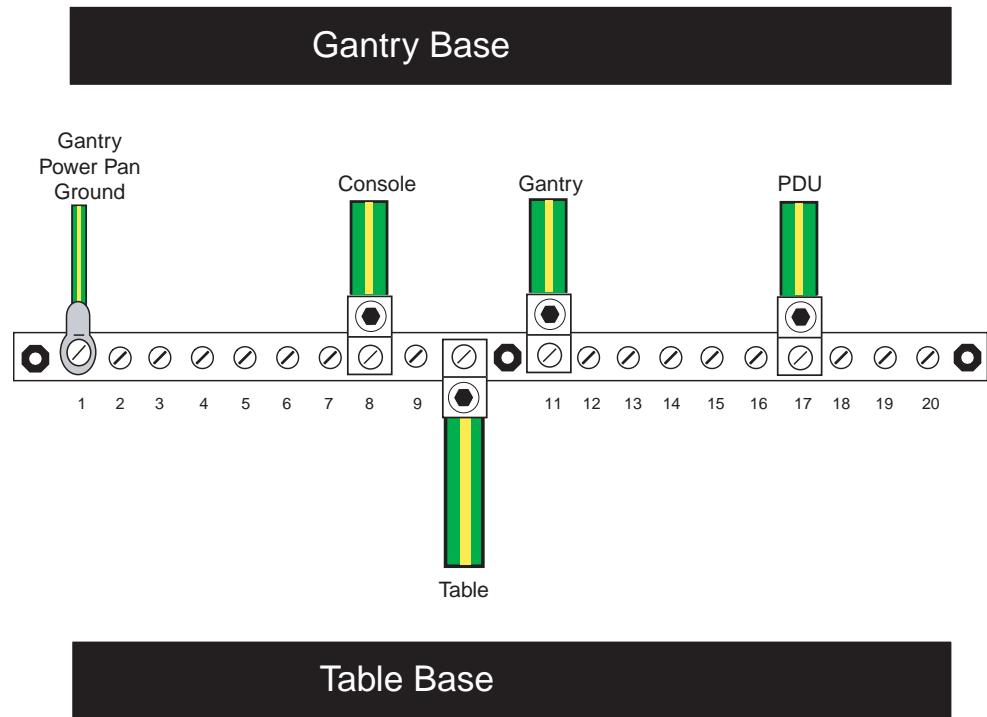 Gantry Base
Gantry
Power Pan
Ground
Console
Gantry
PDU
1 2 3 4 5 6 7 8 9 11 12 13 14 15 16 17 18 19 20
Table
Table Base